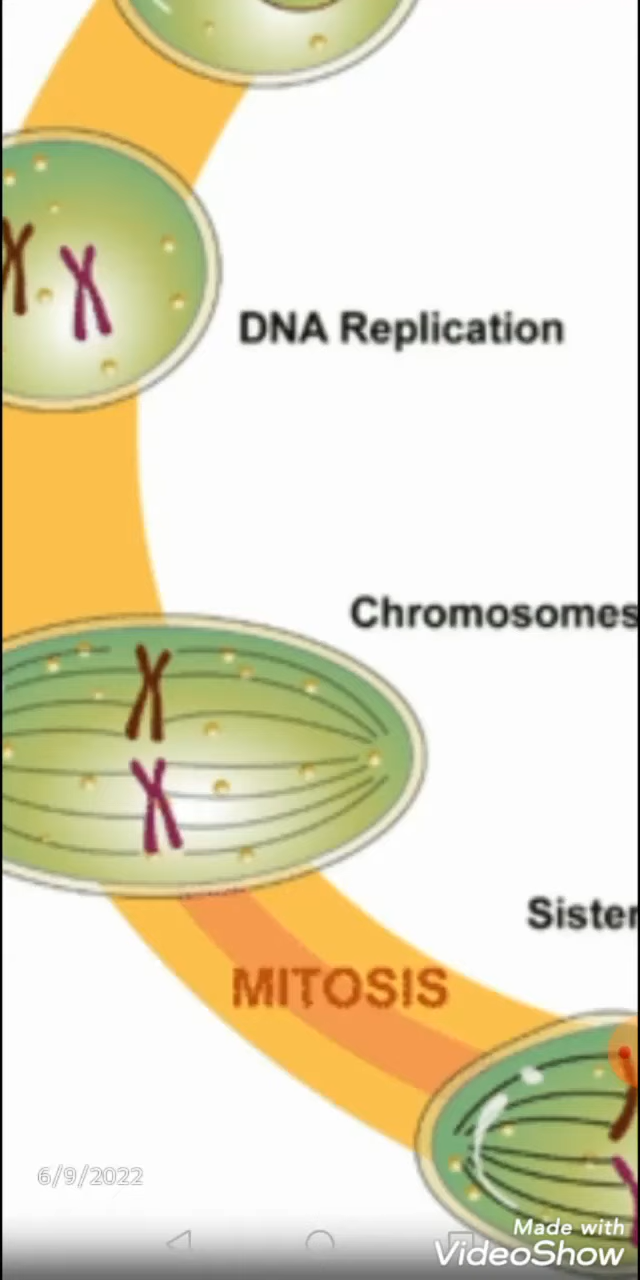 DNA Replication
Chromosomes
Sister
MITOSIS
6/9/2022
Made with
VideoShow